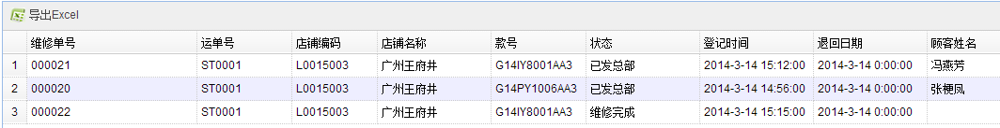 导出Excel
维修单号 运单号 店铺编码 店铺名称 款号 状态 登记时间 退回日期 顾客姓名
1 000021 ST0001 L0015003 广州王府井 G14IY8001AA3 已发总部 2014-3-14 15:12:00 2014-3-14 0:00:00 冯燕芳
2 000020 ST0001 L0015003 广州王府井 G14PY1006AA3 已发总部 2014-3-14 14:56:00 2014-3-14 0:00:00 张梗凤
3 000022 ST0001 L0015003 广州王府井 G14IY8001AA3 维修完成 2014-3-14 15:15:00 2014-3-14 0:00:00